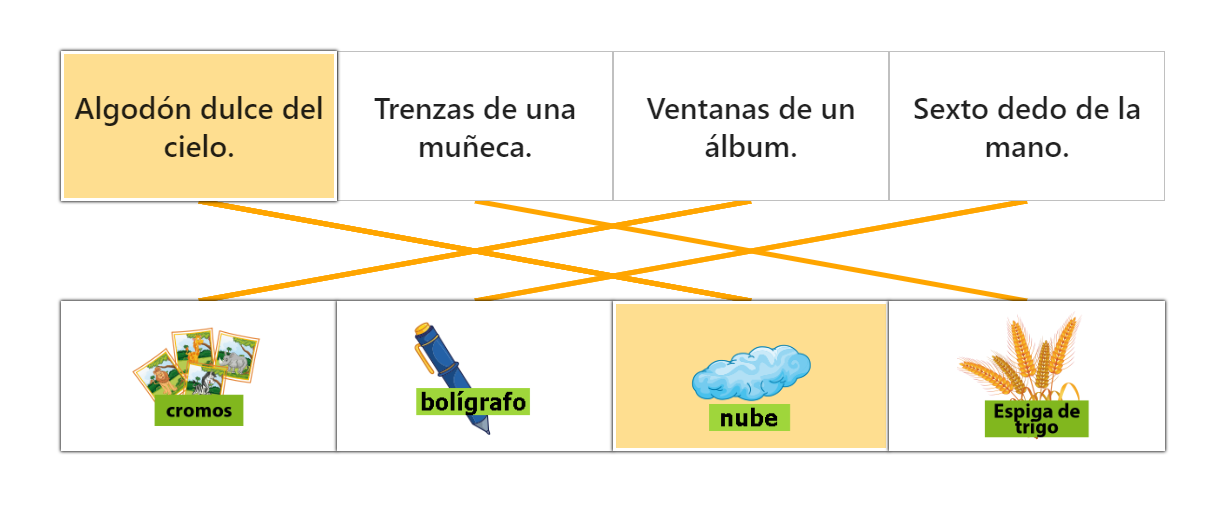 Algodón dulce del
cielo.
Trenzas de una
muñeca.
Ventanas de un
álbum.
Sexto dedo de la
mano.
cromos
bolígrafo
nube
Espiga de
trigo